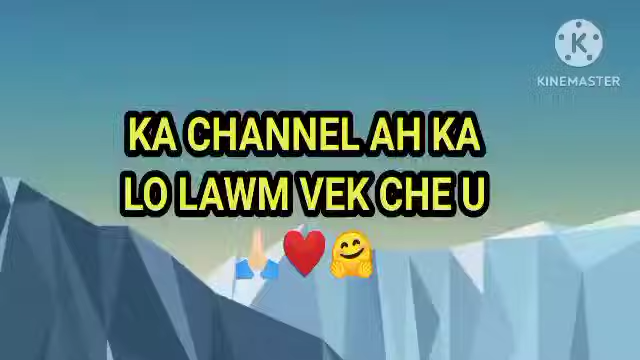 KINEMASTER
KA CHANNEL AH KA
LO LAWM VEK CHE U
🙏🏻❤️🤗